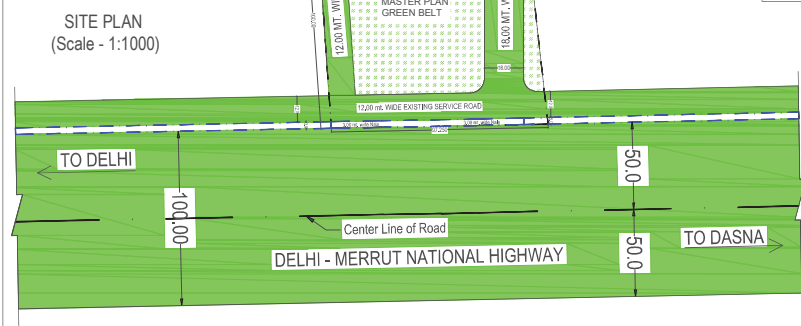 SITE PLAN
(Scale - 1:1000)
MASTER PLAN
GREEN BELT
12.00 MT. WI
18.00 MT. W
18.00
12.00 mt. WIDE EXISTING SERVICE ROAD
TO DELHI
100.00
50.0
Center Line of Road
DELHI - MERRUT NATIONAL HIGHWAY
50.0
TO DASNA